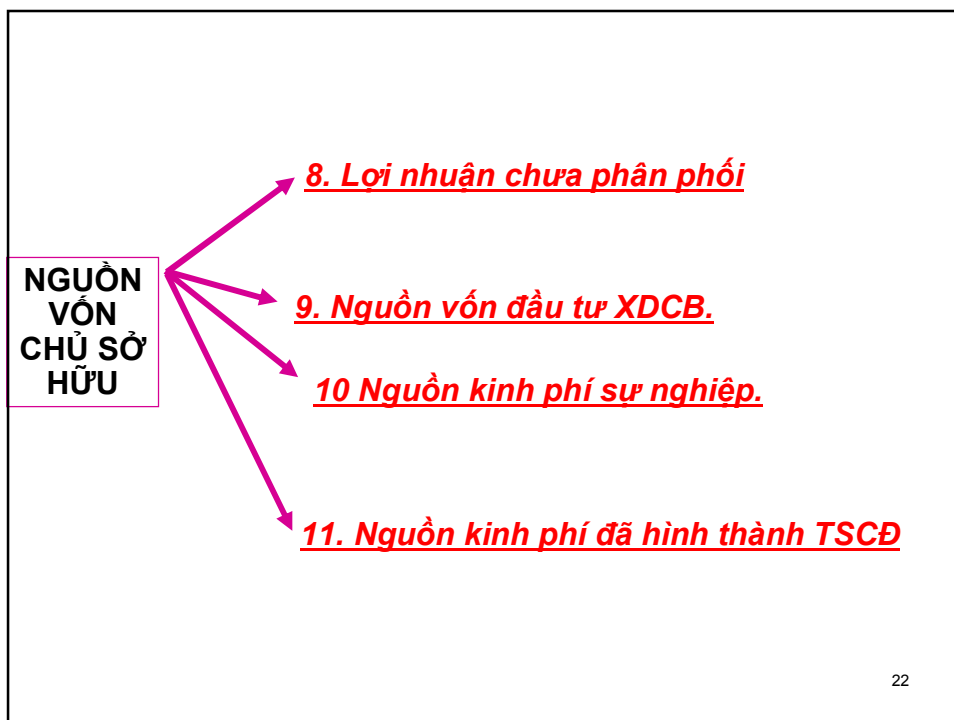 8. Lợi nhuận chưa phân phối
NGUỒN
VỐN
CHỦ SỞ
HỮU
9. Nguồn vốn đầu tư XDCB.
10 Nguồn kinh phí sự nghiệp.
11. Nguồn kinh phí đã hình thành TSCĐ
22